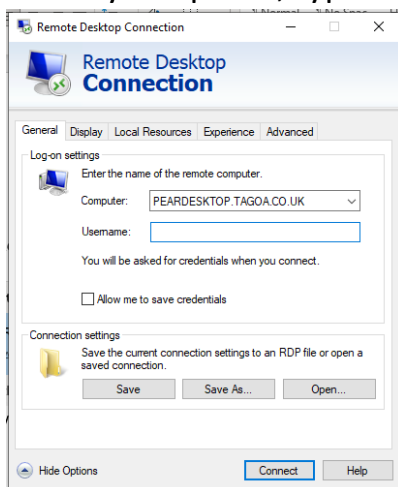 Remote Desktop Connection
Remote Desktop
Connection
General Display Local Resources Experience Advanced
Log-on settings
Enter the name of the remote computer.
Computer: PEARDESKTOP.TAGOA.CO.UK
Username:
You will be asked for credentials when you connect.
Allow me to save credentials
Connection settings
Save the current connection settings to an RDP file or open a
saved connection.
Save Save As... Open...
Hide Options Connect Help